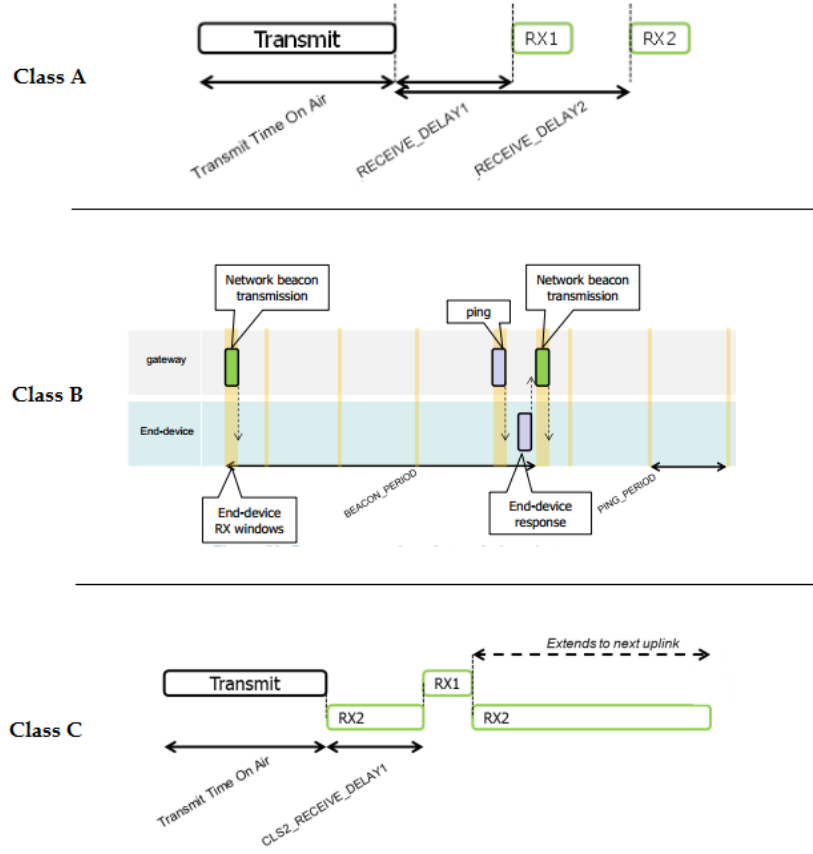 Transmit
RX1
RX2
Class A
Transmit Time On Air
RECEIVE_DELAY1
RECEIVE_DELAY2
Network beacon
transmission
ping
Network beacon
transmission
gateway
Class B
End-device
BEACON_PERIOD
PING_PERIOD
End-device
RX windows
End-device
response
Extends to next uplink
Transmit
RX1
RX2
RX2
Class C
Transmit Time On Air
CLS2_RECEIVE_DELAY1